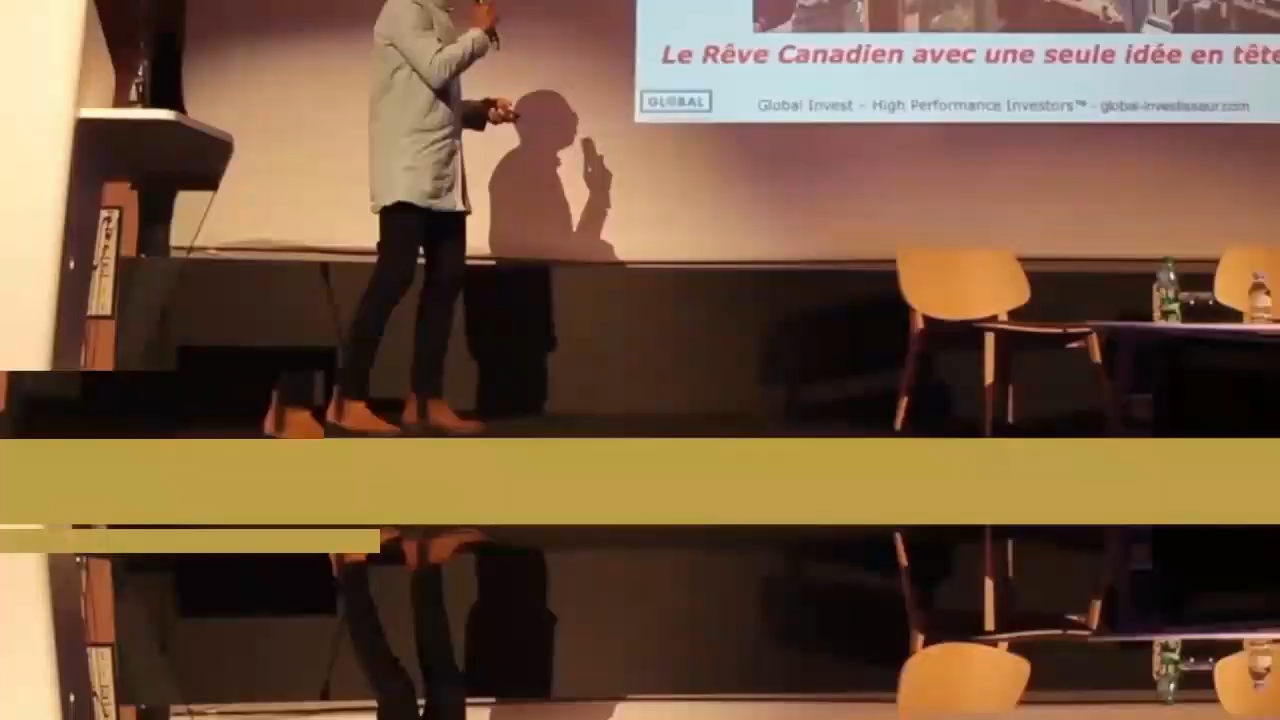 Le Rêve Canadien avec une seule idée en tête
GLOBAL
Global Invest – High Performance Investors™ - global-investisseur.com